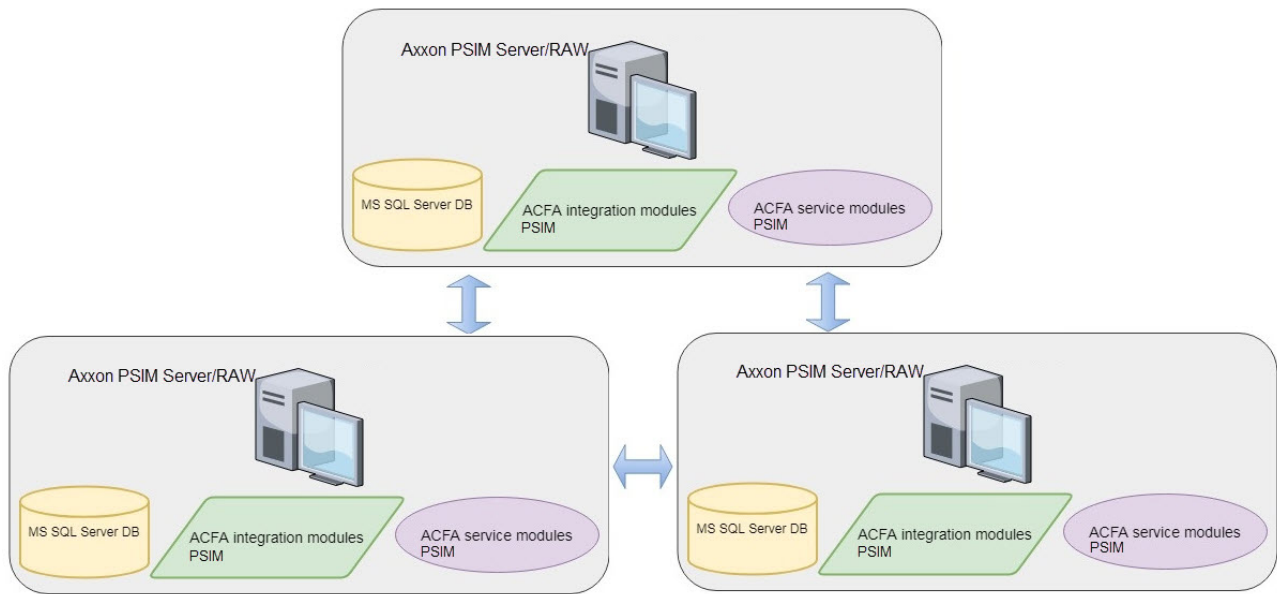 Axxon PSIM Server/RAW
MS SQL Server DB
ACFA integration modules
PSIM
ACFA service modules
PSIM
Axxon PSIM Server/RAW
MS SQL Server DB
ACFA integration modules
PSIM
ACFA service modules
PSIM
Axxon PSIM Server/RAW
MS SQL Server DB
ACFA integration modules
PSIM
ACFA service modules
PSIM